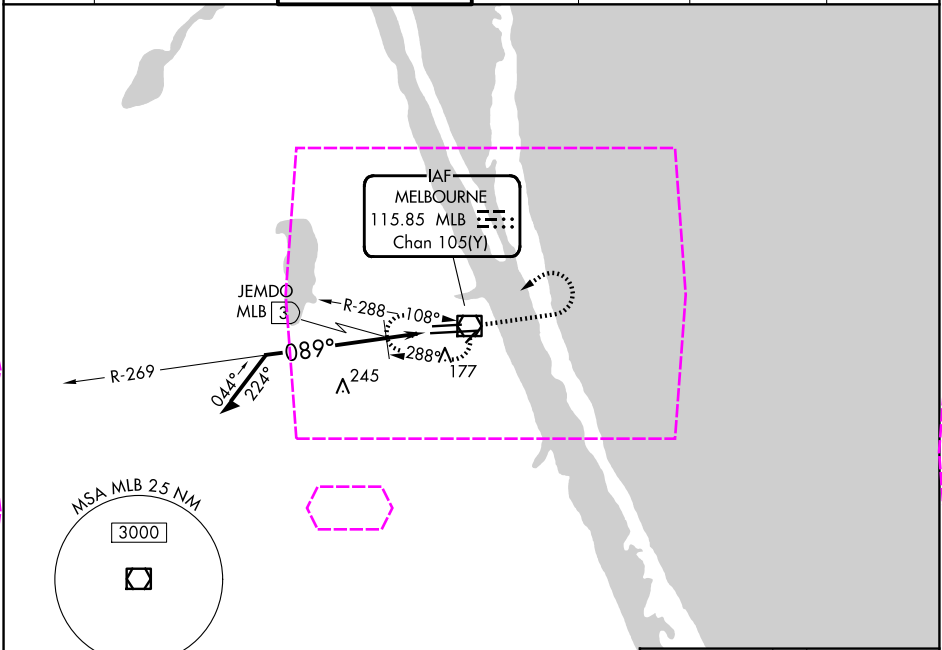 IAF
MELBOURNE
115.85 MLB
Chan 105(Y)
JEMDO
MLB 3
R-288
108°
089°
288°
R-269
044°
224°
245
177
MSA MLB 25 NM
3000